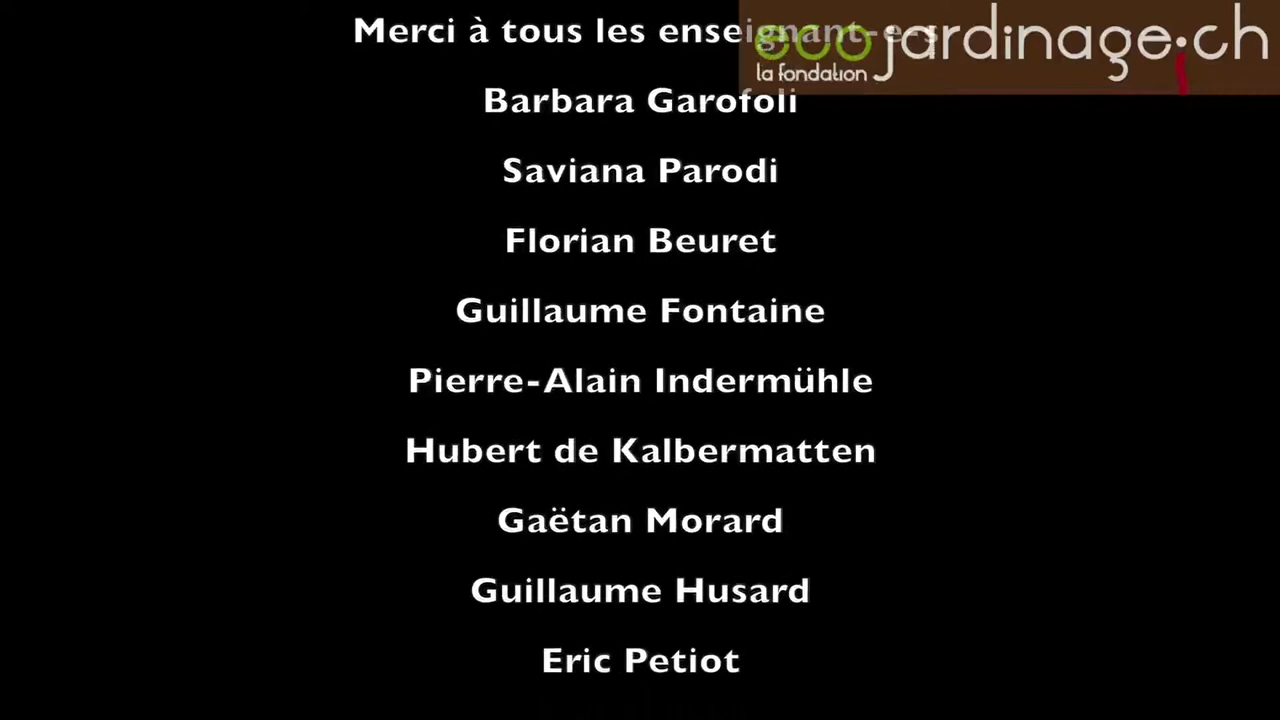 Merci à tous les enseignant-e-s
ecojardinage.ch
la fondation
Barbara Garofoli
Saviana Parodi
Florian Beuret
Guillaume Fontaine
Pierre-Alain Indermühle
Hubert de Kalbermatten
Gaëtan Morard
Guillaume Husard
Eric Petiot